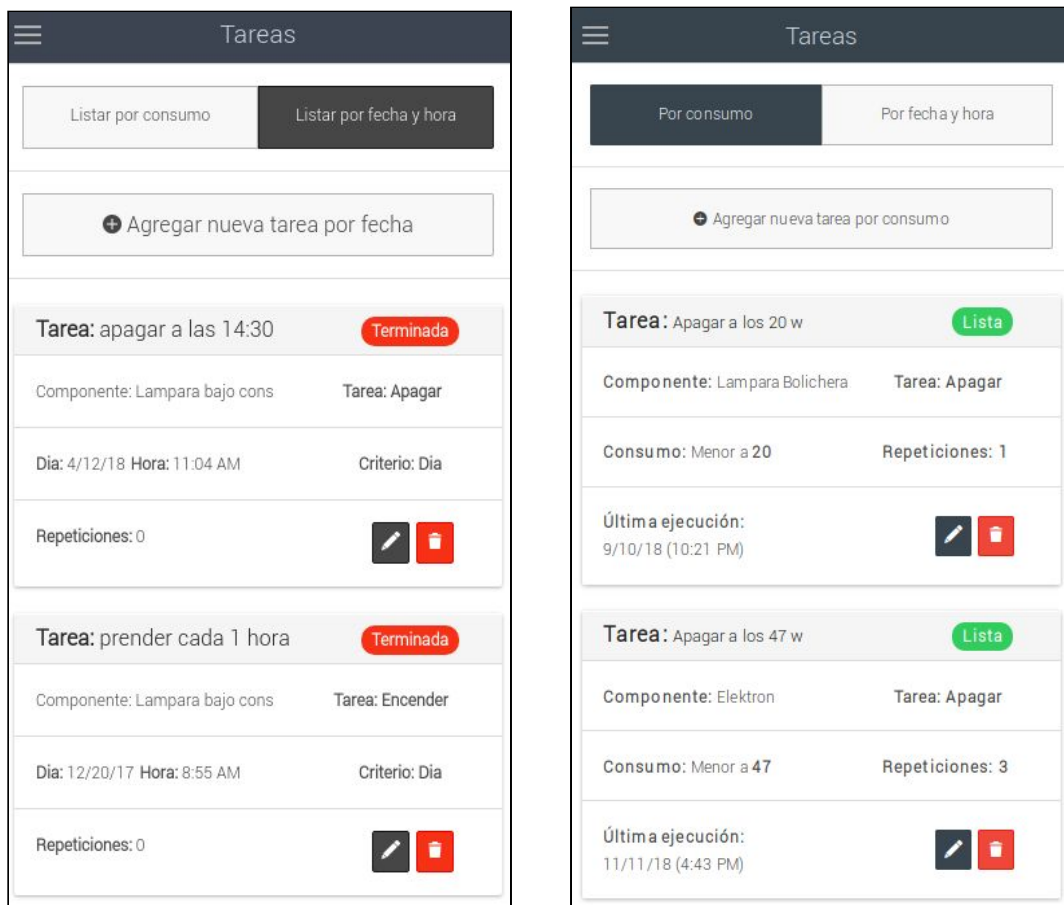 Tareas
Listar por consumo
Listar por fecha y hora
Agregar nueva tarea por fecha
Tarea: apagar a las 14:30
Terminada
Componente: Lampara bajo cons
Tarea: Apagar
Dia: 4/12/18 Hora: 11:04 AM
Criterio: Dia
Repeticiones: 0
Tarea: prender cada 1 hora
Terminada
Componente: Lampara bajo cons
Tarea: Encender
Dia: 12/20/17 Hora: 8:55 AM
Criterio: Dia
Repeticiones: 0
Tareas
Por consumo
Por fecha y hora
Agregar nueva tarea por consumo
Tarea: Apagar a los 20 w
Lista
Componente: Lampara Bolichera
Tarea: Apagar
Consumo: Menor a 20
Repeticiones: 1
Última ejecución:
9/10/18 (10:21 PM)
Tarea: Apagar a los 47 w
Lista
Componente: Elektron
Tarea: Apagar
Consumo: Menor a 47
Repeticiones: 3
Última ejecución:
11/11/18 (4:43 PM)